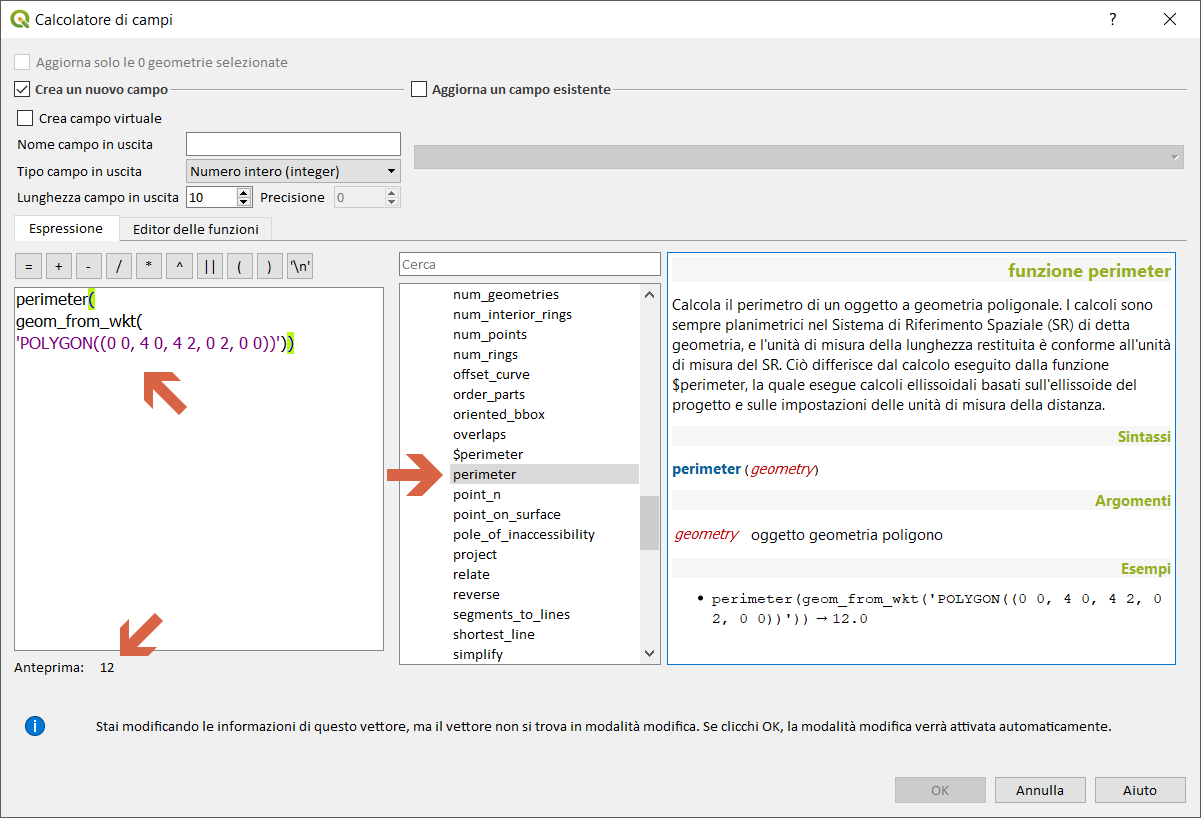 Calcolatore di campi
?
Aggiorna solo le 0 geometrie selezionate
Crea un nuovo campo
Aggiorna un campo esistente
Crea campo virtuale
Nome campo in uscita
Tipo campo in uscita Numero intero (integer)
Lunghezza campo in uscita 10 Precisione 0
Espressione Editor delle funzioni
= + - / * ^ || ( ) '\n'
perimeter(
geom_from_wkt(
'POLYGON((0 0, 4 0, 4 2, 0 2, 0 0))'))
Anteprima: 12
Cerca
num_geometries
num_interior_rings
num_points
num_rings
offset_curve
order_parts
oriented_bbox
overlaps
$perimeter
perimeter
point_n
point_on_surface
pole_of_inaccessibility
project
relate
reverse
segments_to_lines
shortest_line
simplify
funzione perimeter
Calcola il perimetro di un oggetto a geometria poligonale. I calcoli sono
sempre planimetrici nel Sistema di Riferimento Spaziale (SR) di detta
geometria, e l'unità di misura della lunghezza restituita è conforme all'unità
di misura del SR. Ciò differisce dal calcolo eseguito dalla funzione
$perimeter, la quale esegue calcoli ellissoidali basati sull'ellissoide del
progetto e sulle impostazioni delle unità di misura della distanza.
Sintassi
perimeter (geometry)
Argomenti
geometry oggetto geometria poligono
Esempi
• perimeter(geom_from_wkt('POLYGON((0 0, 4 0, 4 2, 0
2, 0 0))')) → 12.0
Stai modificando le informazioni di questo vettore, ma il vettore non si trova in modalità modifica. Se clicchi OK, la modalità modifica verrà attivata automaticamente.
OK Annulla Aiuto